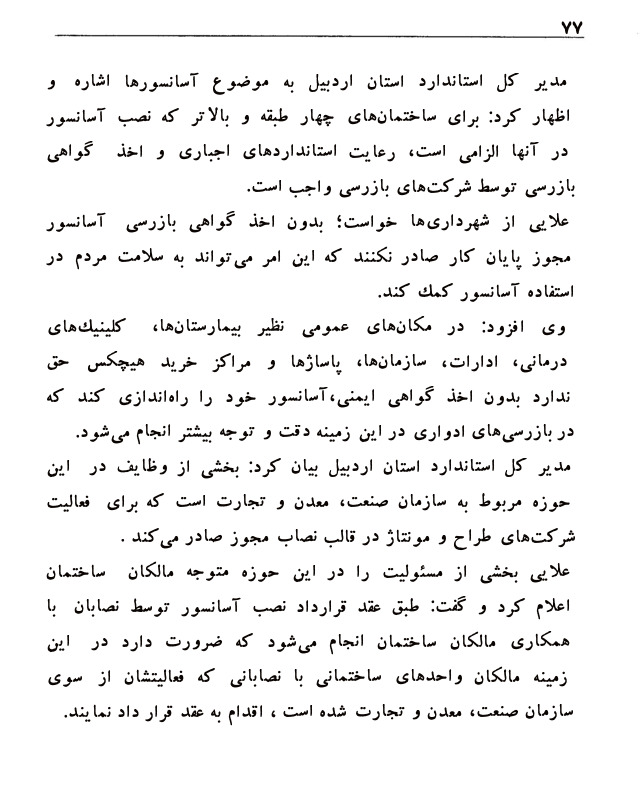 ۷۷
مدیر کل استاندارد استان اردبیل به موضوع آسانسورها اشاره و
اظهار کرد: برای ساختمان‌های چهار طبقه و بالاتر که نصب آسانسور
در آنها الزامی است، رعایت استانداردهای اجباری و اخذ گواهی
بازرسی توسط شرکت‌های بازرسی واجب است.
علایی از شهرداری‌ها خواست؛ بدون اخذ گواهی بازرسی آسانسور
مجوز پایان کار صادر نکنند که این امر می‌تواند به سلامت مردم در
استفاده آسانسور کمك کند.
وی افزود: در مکان‌های عمومی نظیر بیمارستان‌ها، کلینیك‌های
درمانی، ادارات، سازمان‌ها، پاساژها و مراکز خرید هیچکس حق
ندارد بدون اخذ گواهی ایمنی،آسانسور خود را راه‌اندازی کند که
در بازرسی‌های ادواری در این زمینه دقت و توجه بیشتر انجام می‌شود.
مدیر کل استاندارد استان اردبیل بیان کرد: بخشی از وظایف در این
حوزه مربوط به سازمان صنعت، معدن و تجارت است که برای فعالیت
شرکت‌های طراح و مونتاژ در قالب نصاب مجوز صادر می‌کند .
علایی بخشی از مسئولیت را در این حوزه متوجه مالکان ساختمان
اعلام کرد و گفت: طبق عقد قرارداد نصب آسانسور توسط نصابان با
همکاری مالکان ساختمان انجام می‌شود که ضرورت دارد در این
زمینه مالکان واحدهای ساختمانی با نصابانی که فعالیتشان از سوی
سازمان صنعت، معدن و تجارت شده است ، اقدام به عقد قرار داد نمایند.